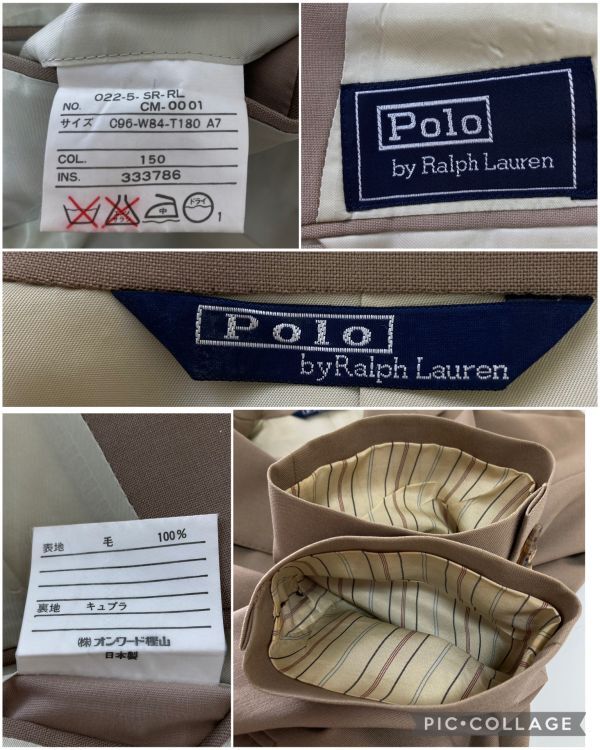 022-5-SR-RL
NO. CM-0001
サイズ C96-W84-T180 A7
COL. 150
INS. 333786
中
ドライ
1
Polo
by Ralph Lauren
Polo
by Ralph Lauren
表地 毛 100%
裏地 キュプラ
(株) オンワード樫山
日本製
PIC•COLLAGE